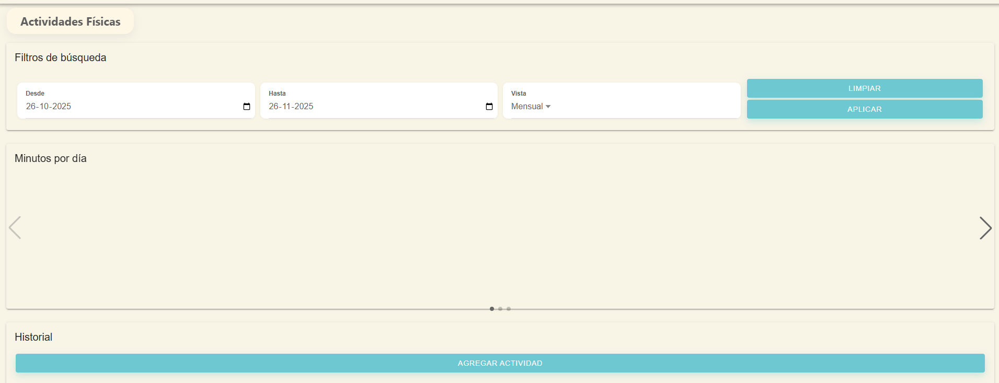 Actividades Físicas
Filtros de búsqueda
Desde
26-10-2025
Hasta
26-11-2025
Vista
Mensual
LIMPIAR
APLICAR
Minutos por día
Historial
AGREGAR ACTIVIDAD